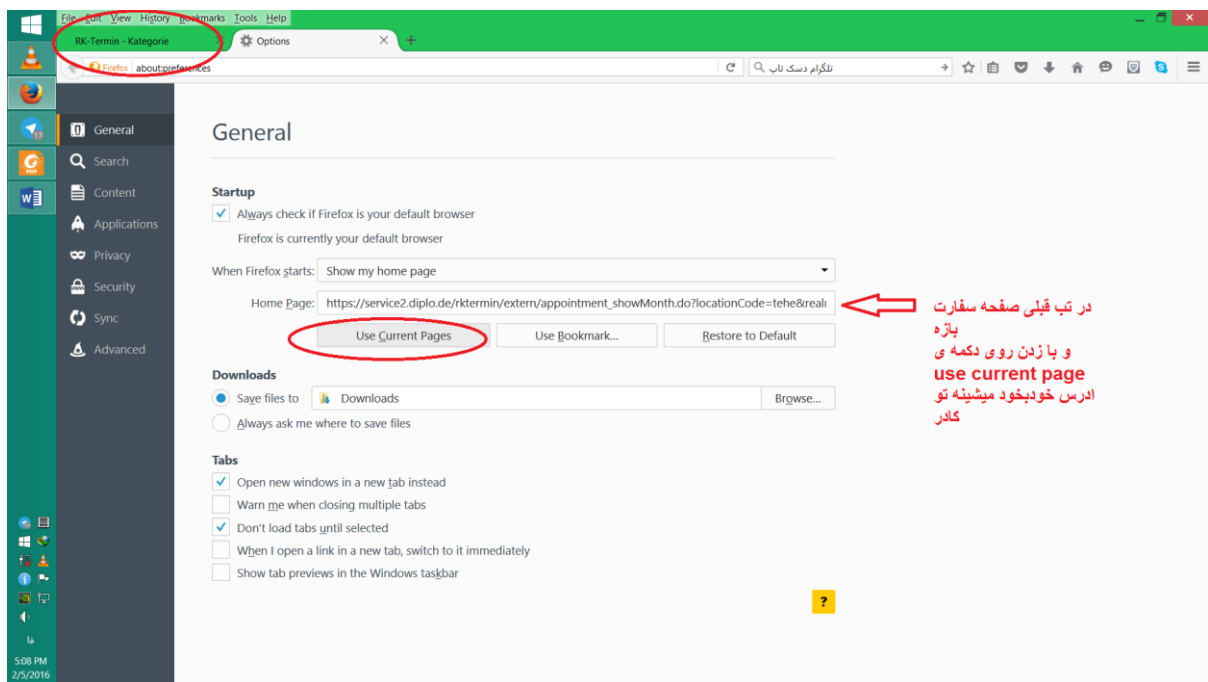 File Edit View History Bookmarks Tools Help
RK-Termin - Kategorie
Options
Firefox about:preferences
تلگرام دسک تاپ
General
Search
Content
Applications
Privacy
Security
Sync
Advanced
General
Startup
Always check if Firefox is your default browser
Firefox is currently your default browser
When Firefox starts: Show my home page
Home Page: https://service2.diplo.de/rktermin/extern/appointment_showMonth.do?locationCode=tehe&real
Use Current Pages Use Bookmark... Restore to Default
Downloads
Save files to Downloads Browse...
Always ask me where to save files
Tabs
Open new windows in a new tab instead
Warn me when closing multiple tabs
Don't load tabs until selected
When I open a link in a new tab, switch to it immediately
Show tab previews in the Windows taskbar
?
در تب قبلی صفحه سفارت
بازه
و با زدن روی دکمه ی
use current page
ادرس خودبخود میشینه تو
کادر
17
فا
5:08 PM
2/5/2016